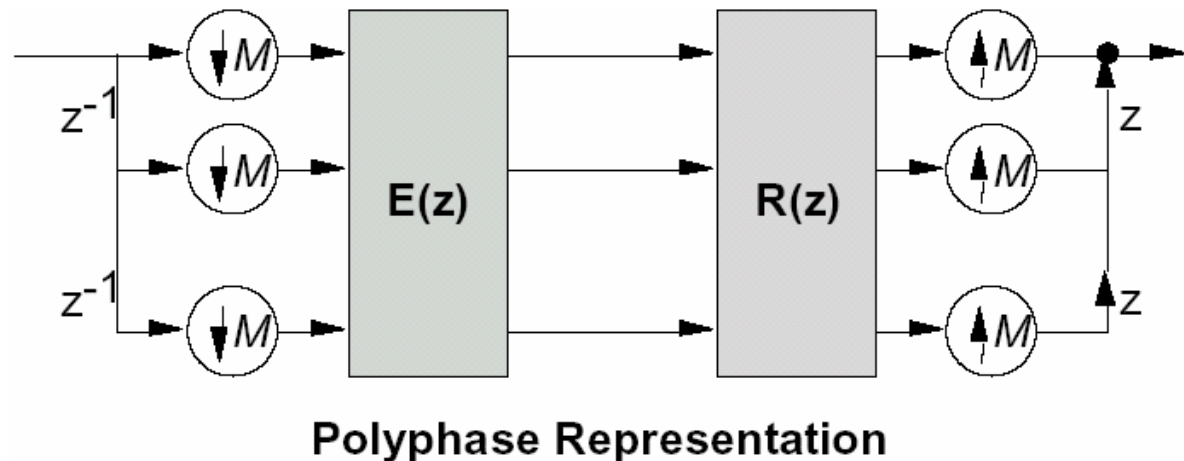 ↓M ↑M
z⁻¹ z
↓M ↑M
E(z) R(z)
z⁻¹ z
↓M ↑M
Polyphase Representation